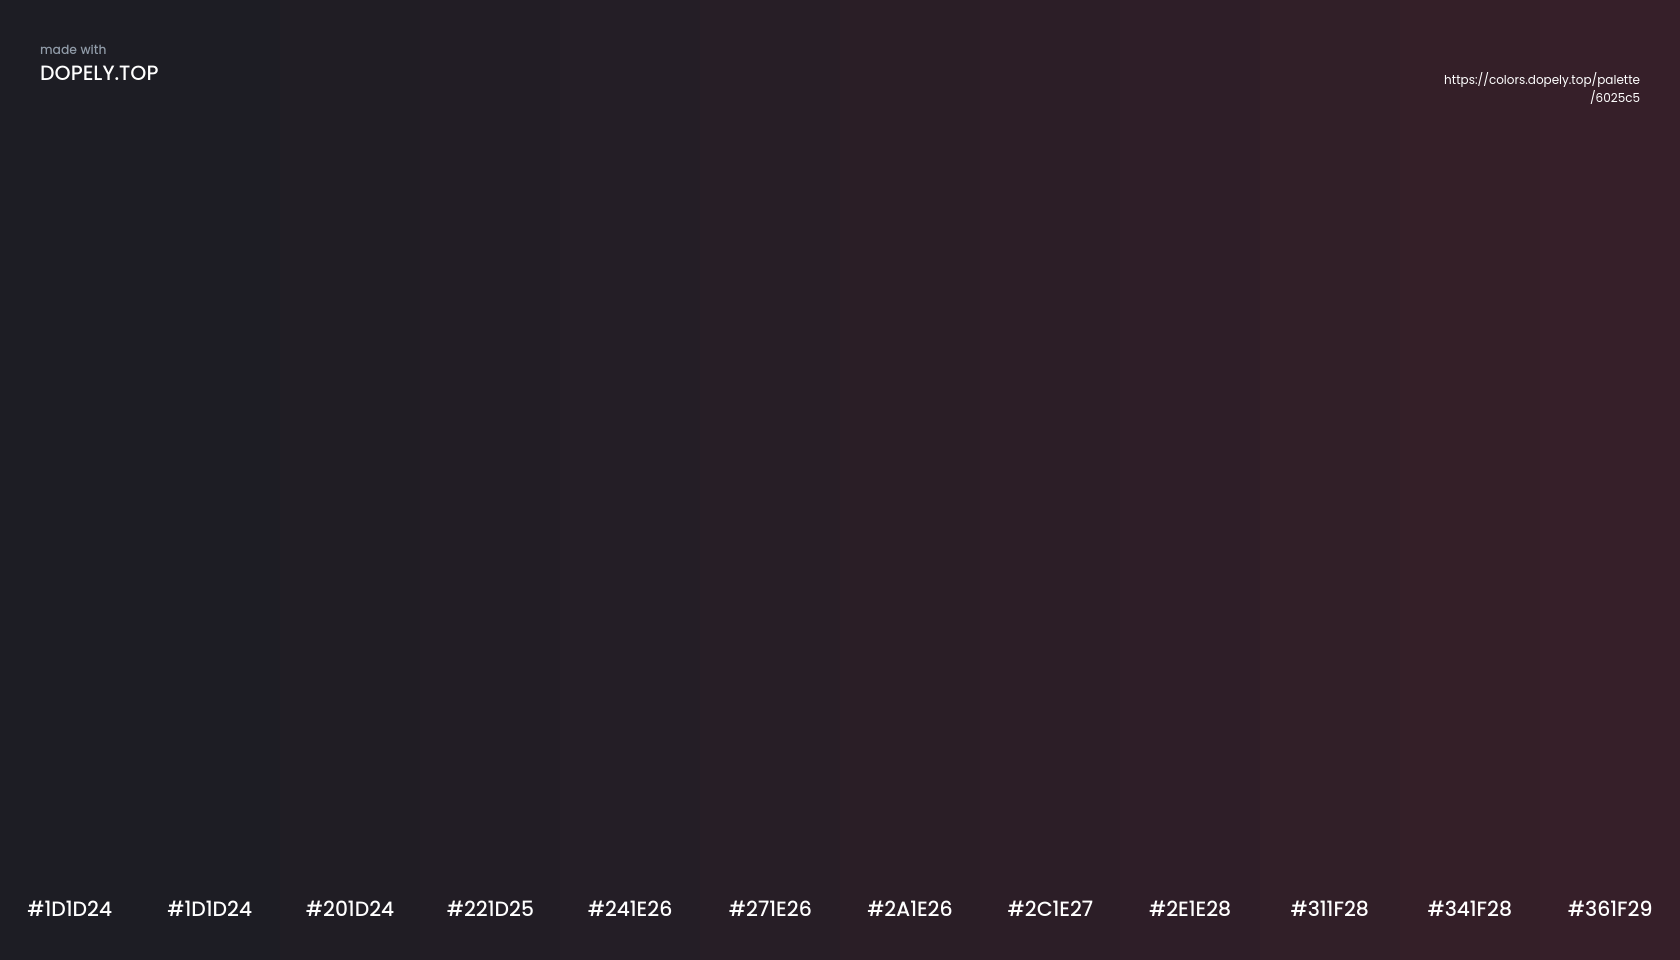 made with
DOPELY.TOP
https://colors.dopely.top/palette
/6025c5
#1D1D24 #1D1D24 #201D24 #221D25 #241E26 #271E26 #2A1E26 #2C1E27 #2E1E28 #311F28 #341F28 #361F29